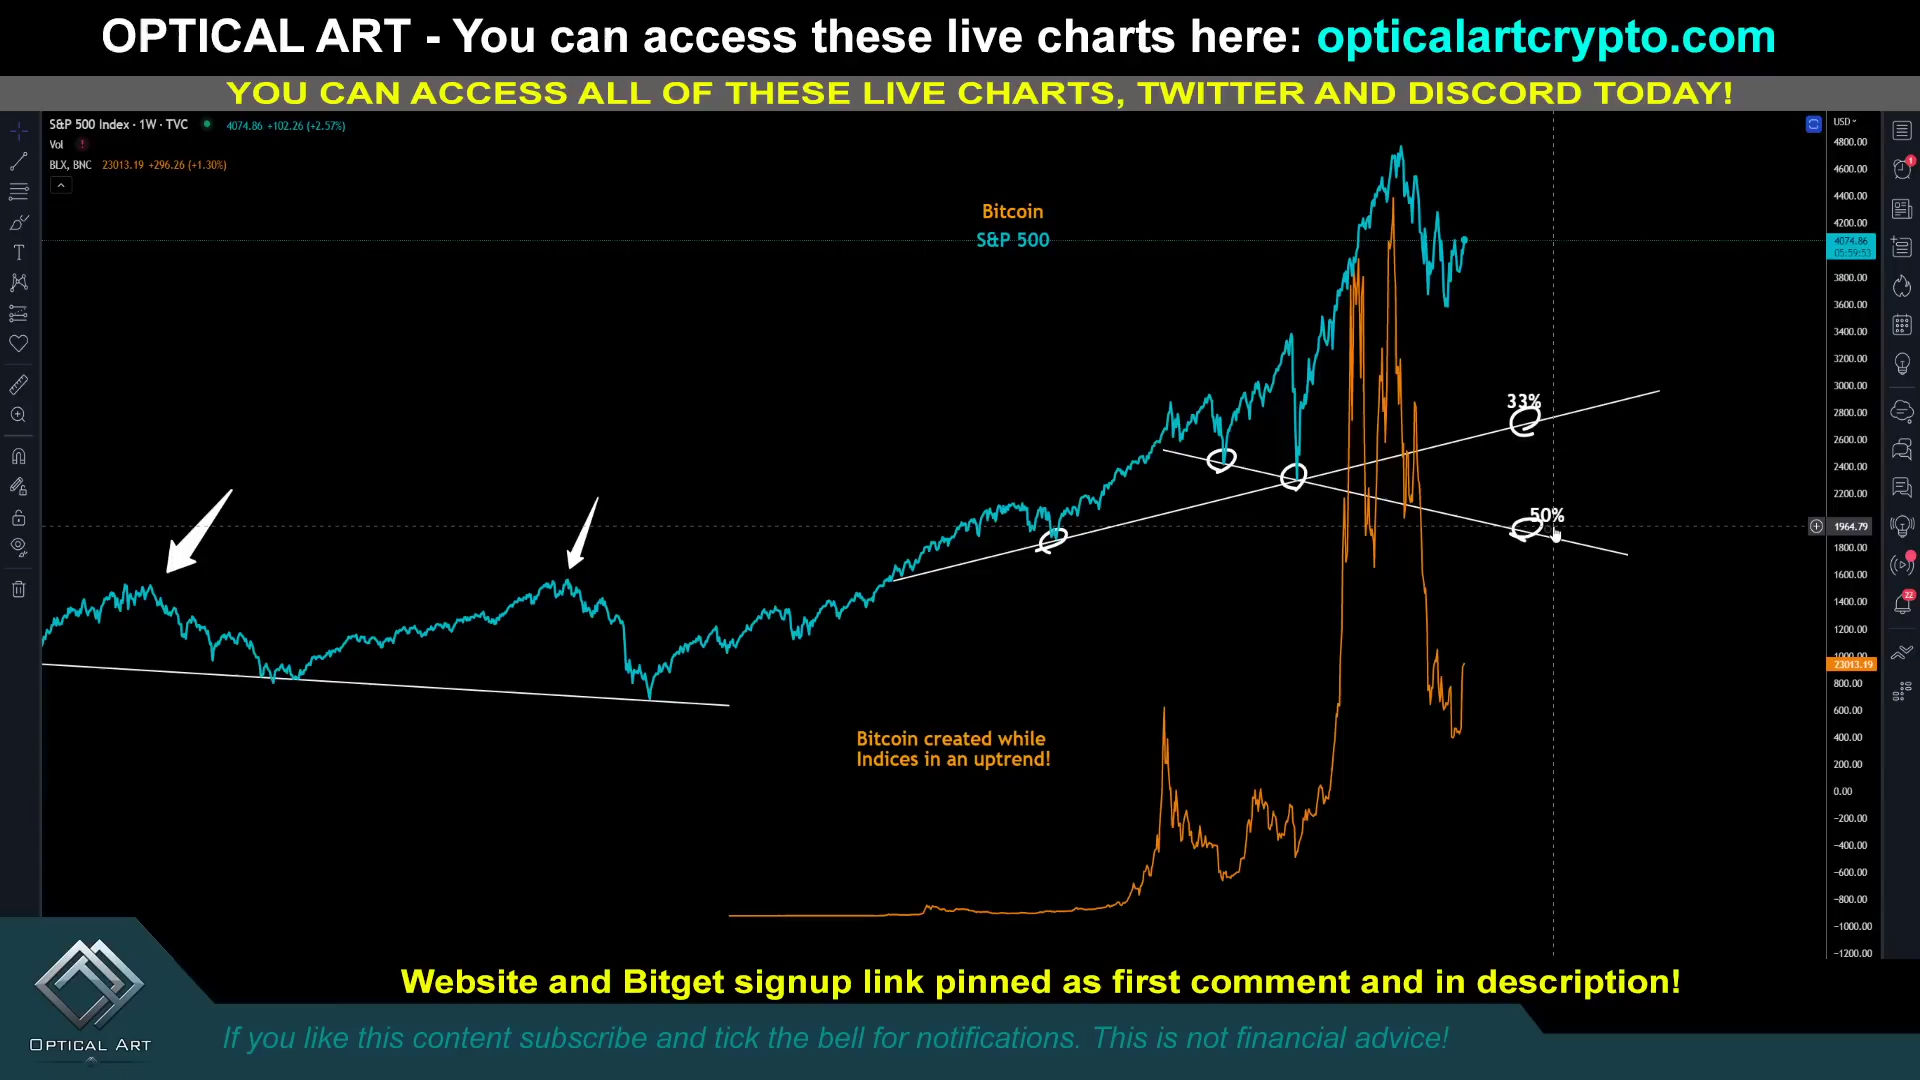 OPTICAL ART - You can access these live charts here: opticalartcrypto.com
YOU CAN ACCESS ALL OF THESE LIVE CHARTS, TWITTER AND DISCORD TODAY!
S&P 500 Index · 1W · TVC 4074.86 +102.26 (+2.57%)
Vol !
BLX, BNC 23013.19 +296.26 (+1.30%)
Bitcoin
S&P 500
33%
50%
Bitcoin created while
Indices in an uptrend!
USD
4800.00
4600.00
4400.00
4200.00
4074.86
05:59:53
3800.00
3600.00
3400.00
3200.00
3000.00
2800.00
2600.00
2400.00
2200.00
1964.79
1800.00
1600.00
1400.00
1200.00
1000.00
23013.19
800.00
600.00
400.00
200.00
0.00
−200.00
−400.00
−600.00
−800.00
−1000.00
−1200.00
1
22
Website and Bitget signup link pinned as first comment and in description!
If you like this content subscribe and tick the bell for notifications. This is not financial advice!
OPTICAL ART